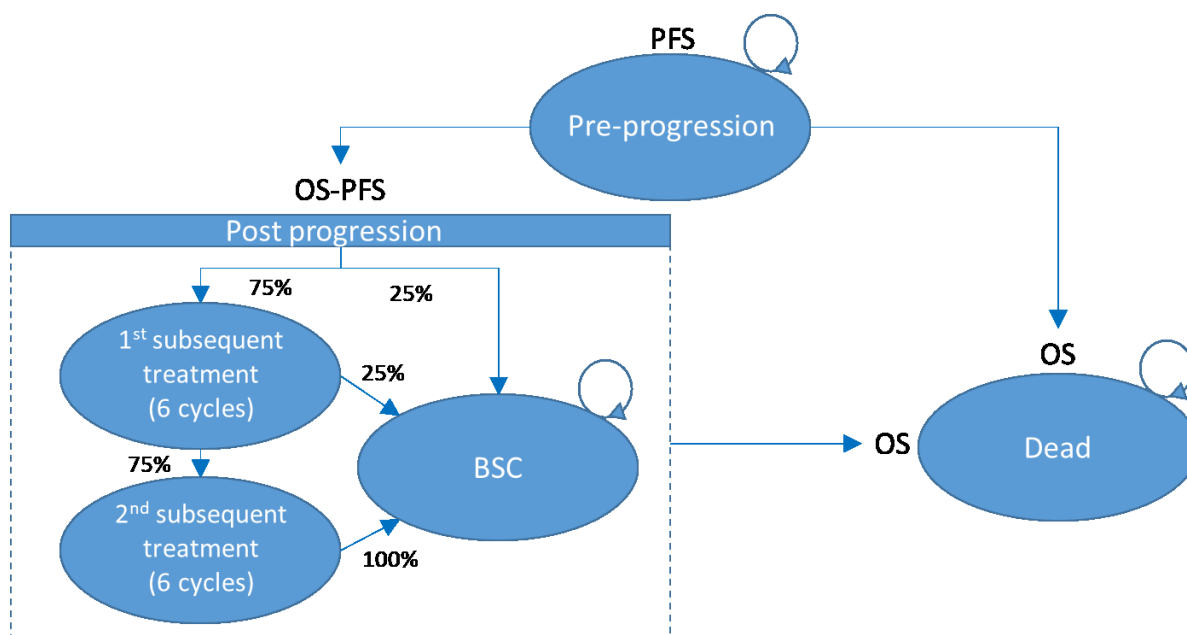 PFS
Pre-progression
OS-PFS
Post progression
75%
25%
1st subsequent
treatment
(6 cycles)
25%
OS
OS
Dead
BSC
75%
2nd subsequent
treatment
(6 cycles)
100%